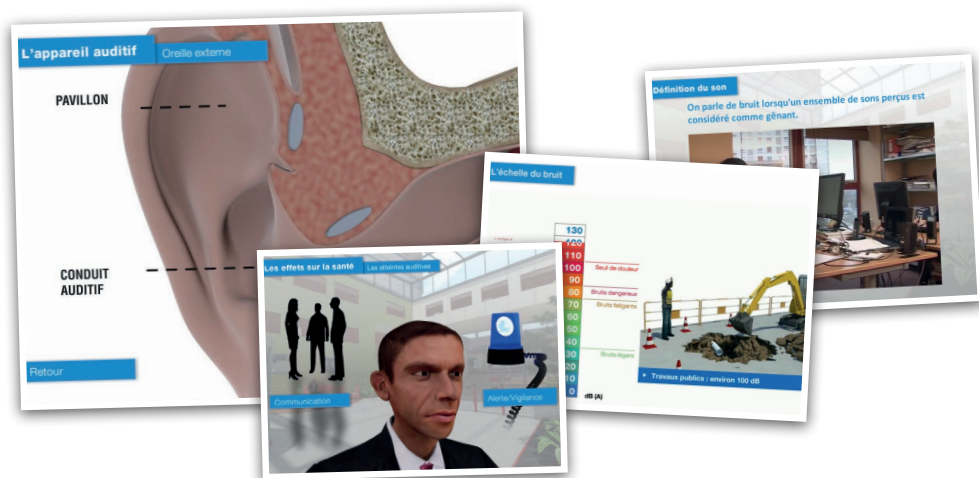 L'appareil auditif
Oreille externe
PAVILLON
CONDUIT
AUDITIF
Retour
Définition du son
On parle de bruit lorsqu'un ensemble de sons perçus est
considéré comme gênant.
L'échelle du bruit
130
120
110
100
90
80
70
60
50
40
30
20
10
0
dB (A)
Seuil de douleur
Bruits dangereux
Bruits fatigants
Bruits légers
Travaux publics : environ 100 dB
Les effets sur la santé
Les atteintes auditives
Communication
Alerte/Vigilance